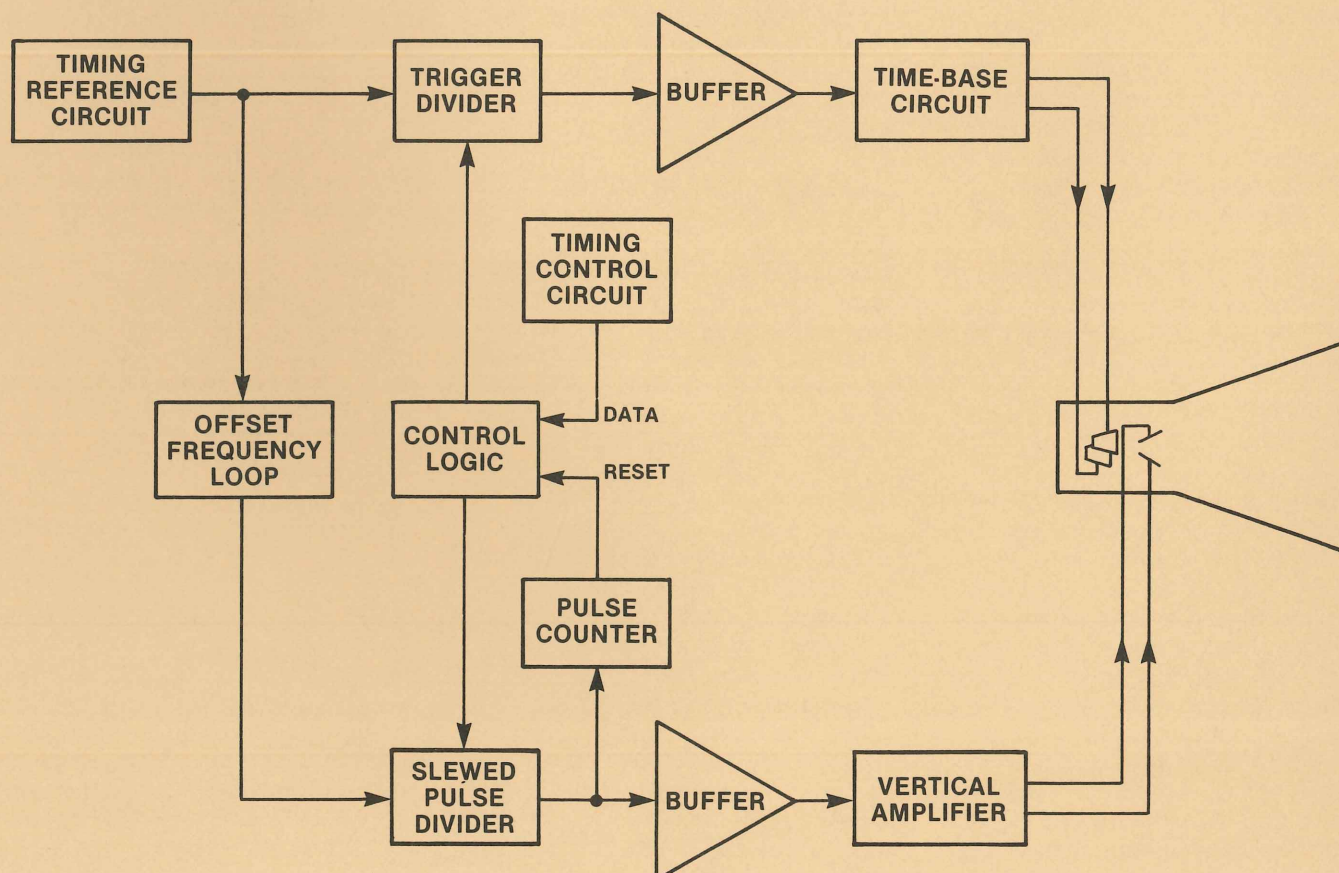 TIMING
REFERENCE
CIRCUIT
TRIGGER
DIVIDER
BUFFER
TIME-BASE
CIRCUIT
TIMING
CONTROL
CIRCUIT
OFFSET
FREQUENCY
LOOP
CONTROL
LOGIC
DATA
RESET
PULSE
COUNTER
SLEWED
PULSE
DIVIDER
BUFFER
VERTICAL
AMPLIFIER